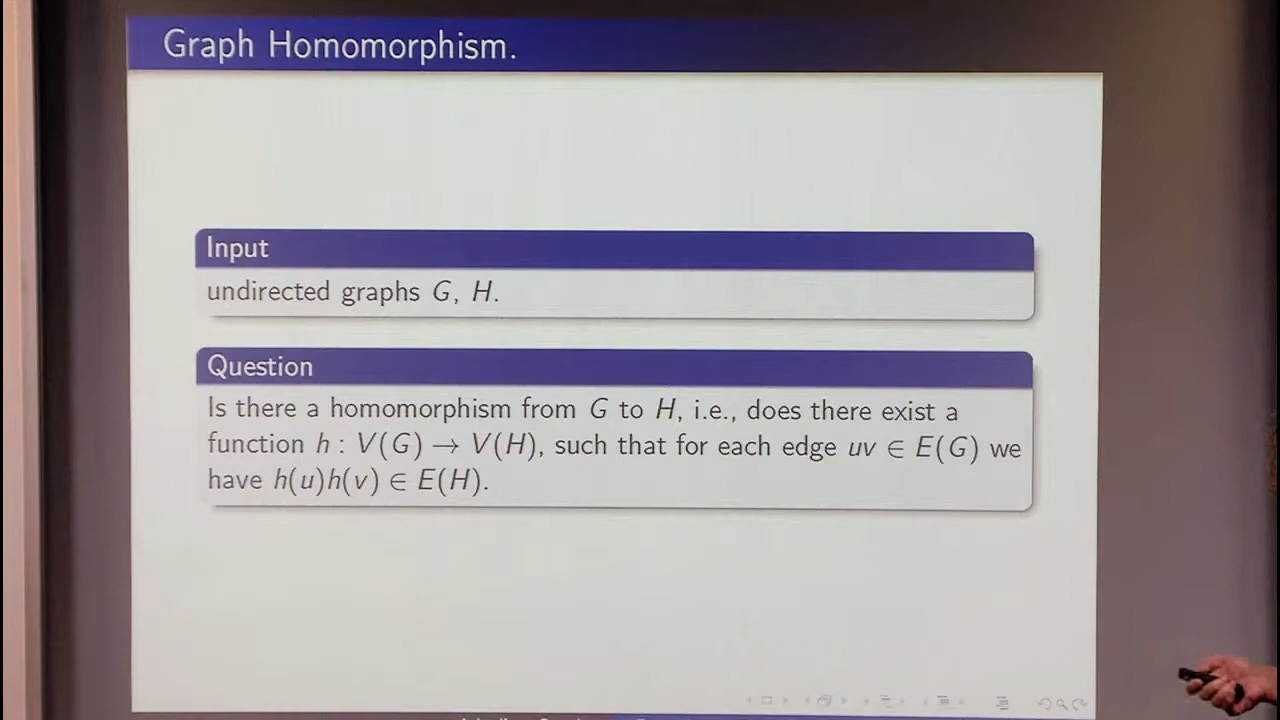 Graph Homomorphism.
Input
undirected graphs G, H.
Question
Is there a homomorphism from G to H, i.e., does there exist a
function h : V(G) → V(H), such that for each edge uv ∈ E(G) we
have h(u)h(v) ∈ E(H).